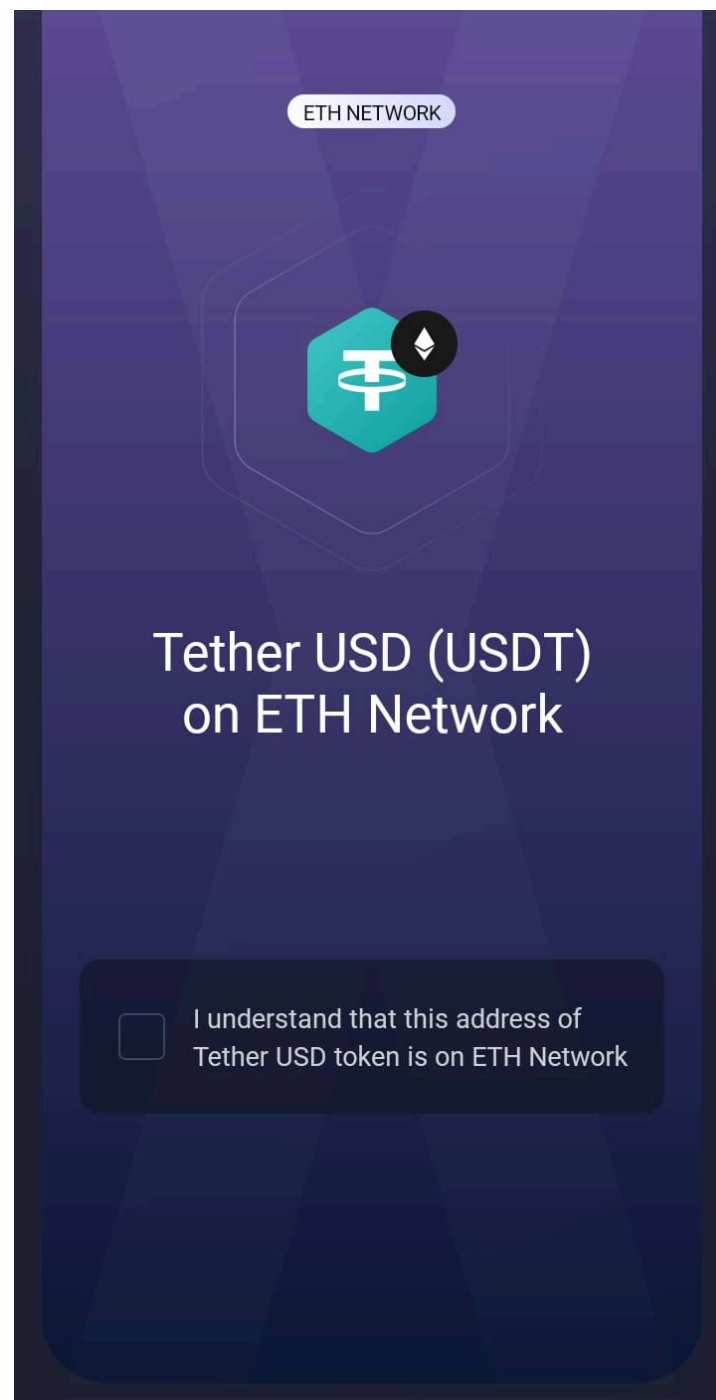 ETH NETWORK
Tether USD (USDT)
on ETH Network
I understand that this address of
Tether USD token is on ETH Network